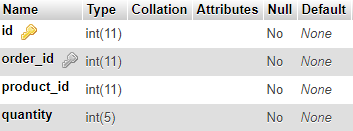 Name Type Collation Attributes Null Default
id int(11) No None
order_id int(11) No None
product_id int(11) No None
quantity int(5) No None